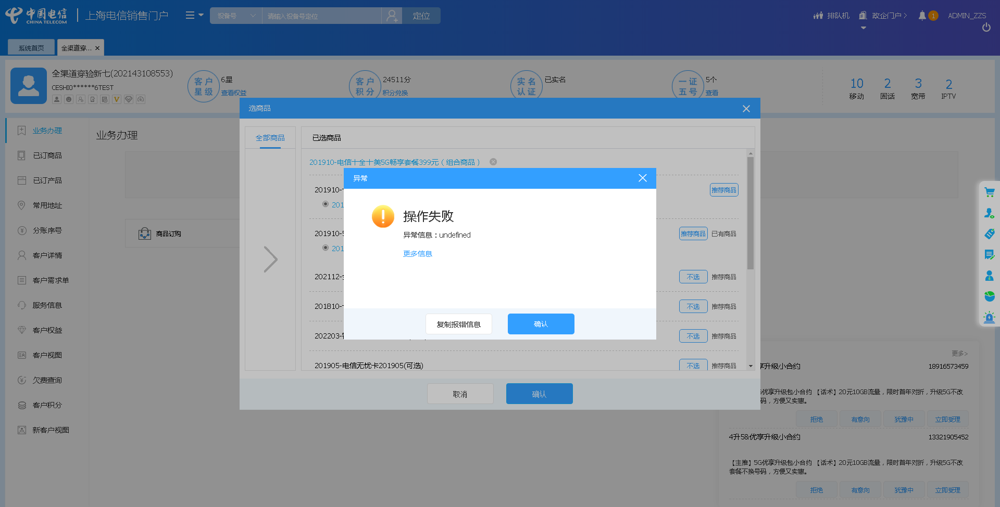 中国电信
CHINA TELECOM
上海电信销售门户
设备号
请输入设备号定位
定位
排队机
政企门户
1
ADMIN_ZZS
系统首页
全渠道穿...
全渠道穿验新七(202143108553)
CESHI0******6TEST
客户星级
6星
查看权益
客户积分
24511分
积分兑换
实名认证
已实名
一证五号
5个
查看
10
移动
2
固话
3
宽带
2
IPTV
业务办理
已订商品
已订产品
常用地址
分账序号
客户详情
客户需求单
服务信息
客户权益
客户视图
欠费查询
客户积分
新客户视图
业务办理
商品订购
选商品
全部商品
已选商品
201910-电信十全十美5G畅享套餐399元（组合商品）
201910-
推荐商品
201
201910-5
推荐商品
已有商品
201
202112-
不选
推荐商品
201810-
不选
推荐商品
202203-
不选
推荐商品
201905-电信无忧卡201905(可选)
不选
推荐商品
取消
确认
异常
操作失败
异常信息：undefined
更多信息
复制报错信息
确认
更多>
享升级小合约
18916573459
优享升级包小合约 【话术】20元10GB流量，限时首年对折，升级5G不改
码，方便又实惠。
拒绝
有意向
犹豫中
立即受理
4升5&优享升级小合约
13321905452
【主推】5G优享升级包小合约 【话术】20元10GB流量，限时首年对折，升级5G不改
套餐不换号码，方便又实惠。
拒绝
有意向
犹豫中
立即受理